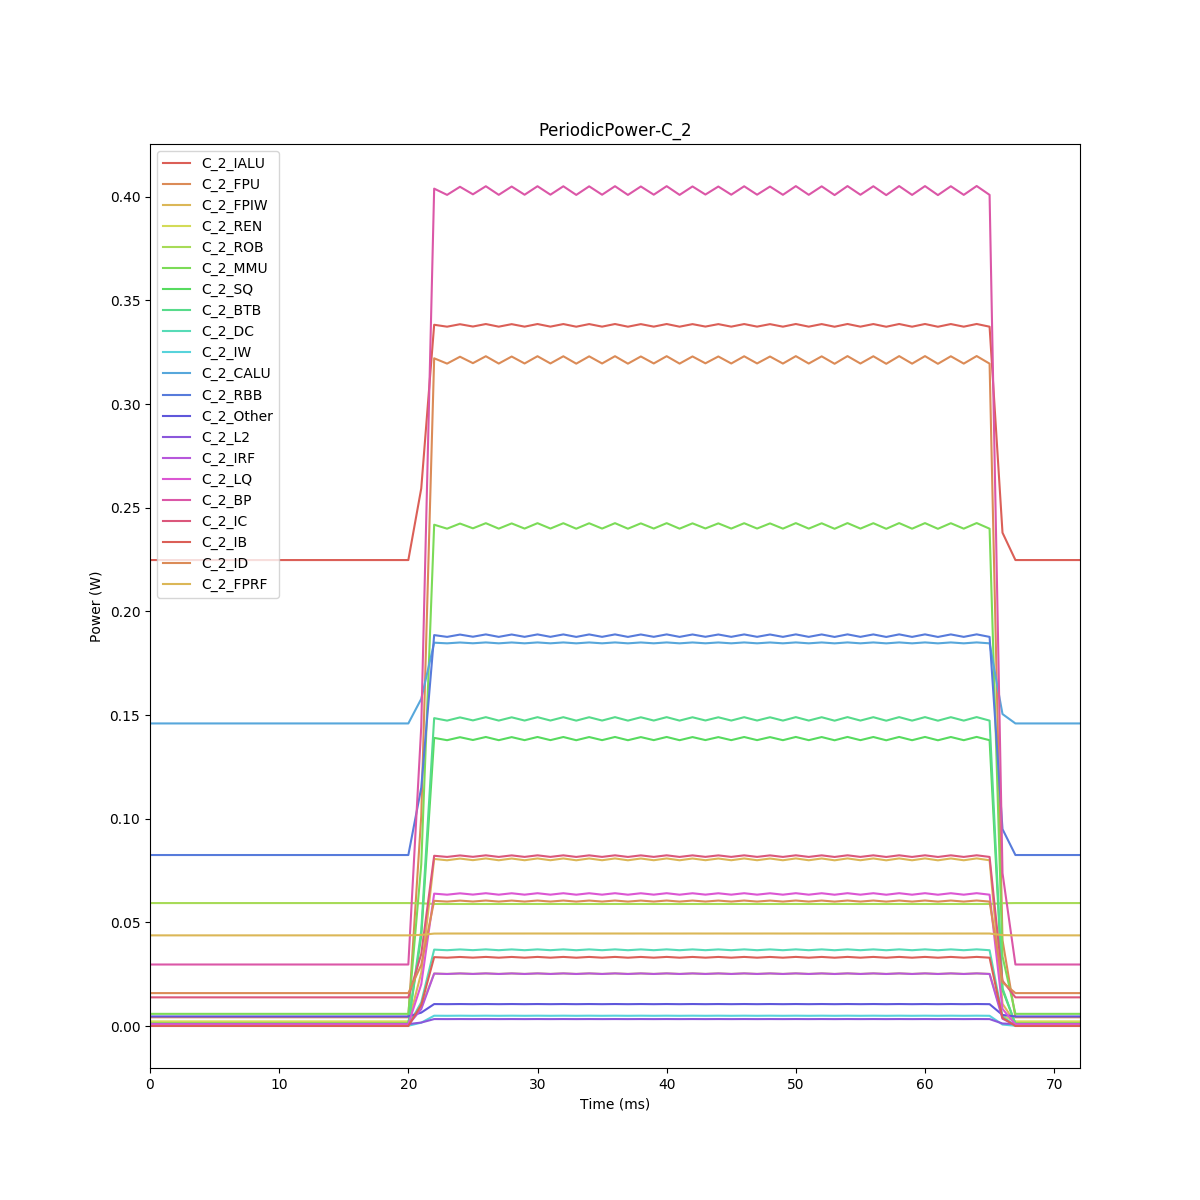 PeriodicPower-C_2
C_2_IALU
C_2_FPU
C_2_FPIW
C_2_REN
C_2_ROB
C_2_MMU
C_2_SQ
C_2_BTB
C_2_DC
C_2_IW
C_2_CALU
C_2_RBB
C_2_Other
C_2_L2
C_2_IRF
C_2_LQ
C_2_BP
C_2_IC
C_2_IB
C_2_ID
C_2_FPRF
0.40
0.35
0.30
0.25
0.20
0.15
0.10
0.05
0.00
Power (W)
0 10 20 30 40 50 60 70
Time (ms)